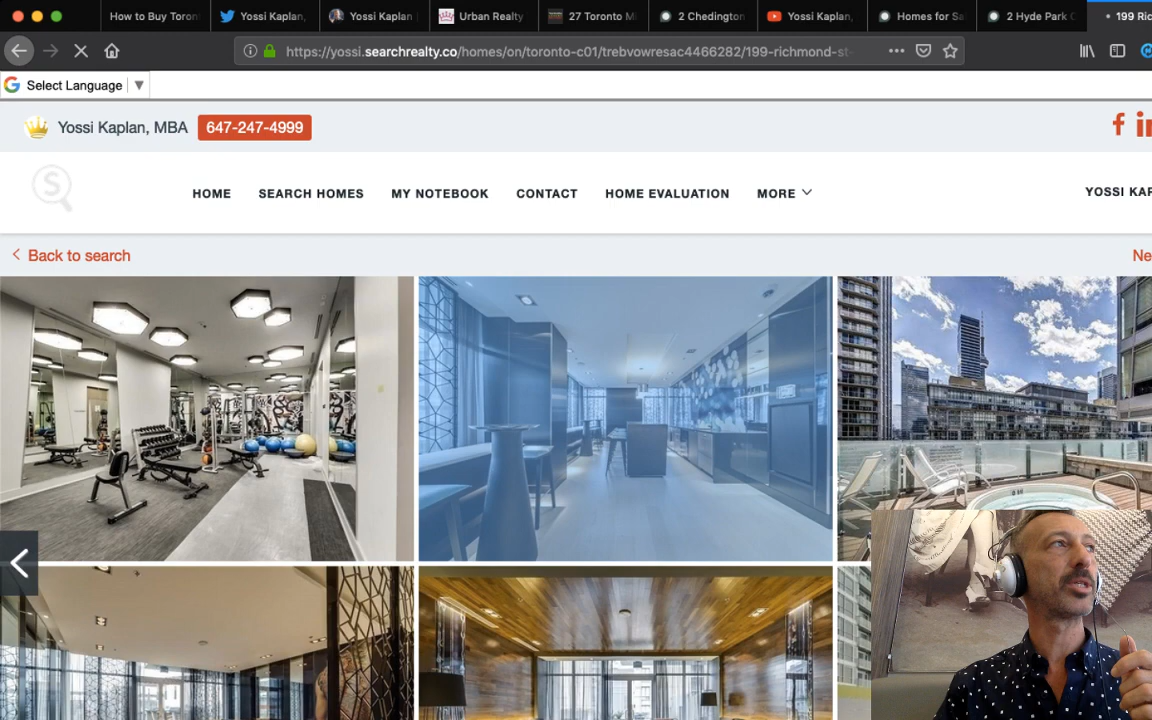 How to Buy Toron
Yossi Kaplan,
Yossi Kaplan
Urban Realty
27 Toronto M
2 Chedington
Yossi Kaplan,
Homes for Sa
2 Hyde Park C
199 Ric
https://yossi.searchrealty.co/homes/on/toronto-c01/trebvowresac4466282/199-richmond-st-
Select Language
Yossi Kaplan, MBA 647-247-4999
HOME SEARCH HOMES MY NOTEBOOK CONTACT HOME EVALUATION MORE YOSSI KAP
Back to search Ne